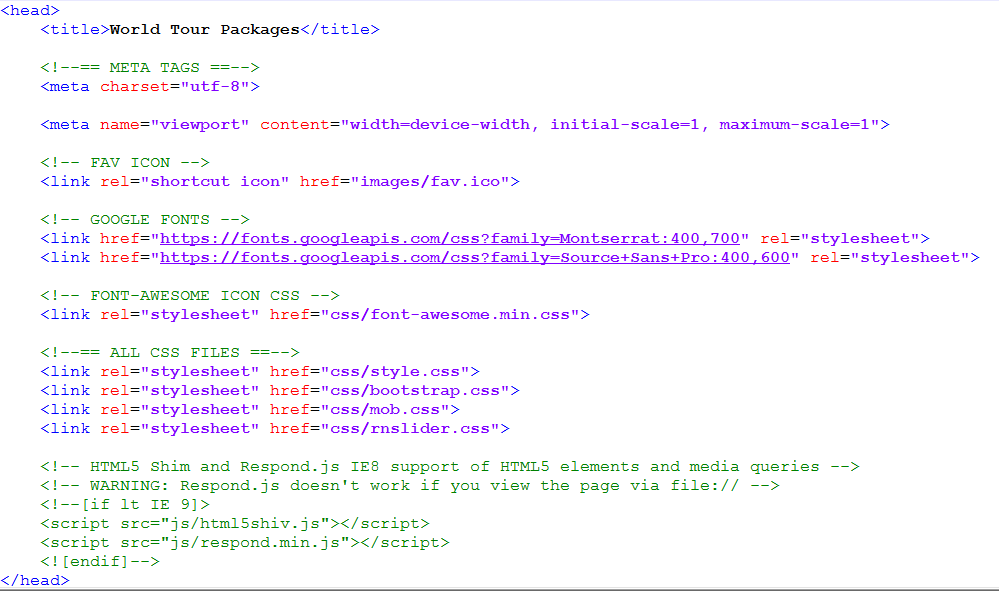 <head>
<title>World Tour Packages</title>
<!--== META TAGS ==-->
<meta charset="utf-8">
<meta name="viewport" content="width=device-width, initial-scale=1, maximum-scale=1">
<!-- FAV ICON -->
<link rel="shortcut icon" href="images/fav.ico">
<!-- GOOGLE FONTS -->
<link href="https://fonts.googleapis.com/css?family=Montserrat:400,700" rel="stylesheet">
<link href="https://fonts.googleapis.com/css?family=Source+Sans+Pro:400,600" rel="stylesheet">
<!-- FONT-AWESOME ICON CSS -->
<link rel="stylesheet" href="css/font-awesome.min.css">
<!--== ALL CSS FILES ==-->
<link rel="stylesheet" href="css/style.css">
<link rel="stylesheet" href="css/bootstrap.css">
<link rel="stylesheet" href="css/mob.css">
<link rel="stylesheet" href="css/rnslider.css">
<!-- HTML5 Shim and Respond.js IE8 support of HTML5 elements and media queries -->
<!-- WARNING: Respond.js doesn't work if you view the page via file:// -->
<!--[if lt IE 9]>
<script src="js/html5shiv.js"></script>
<script src="js/respond.min.js"></script>
<![endif]-->
</head>